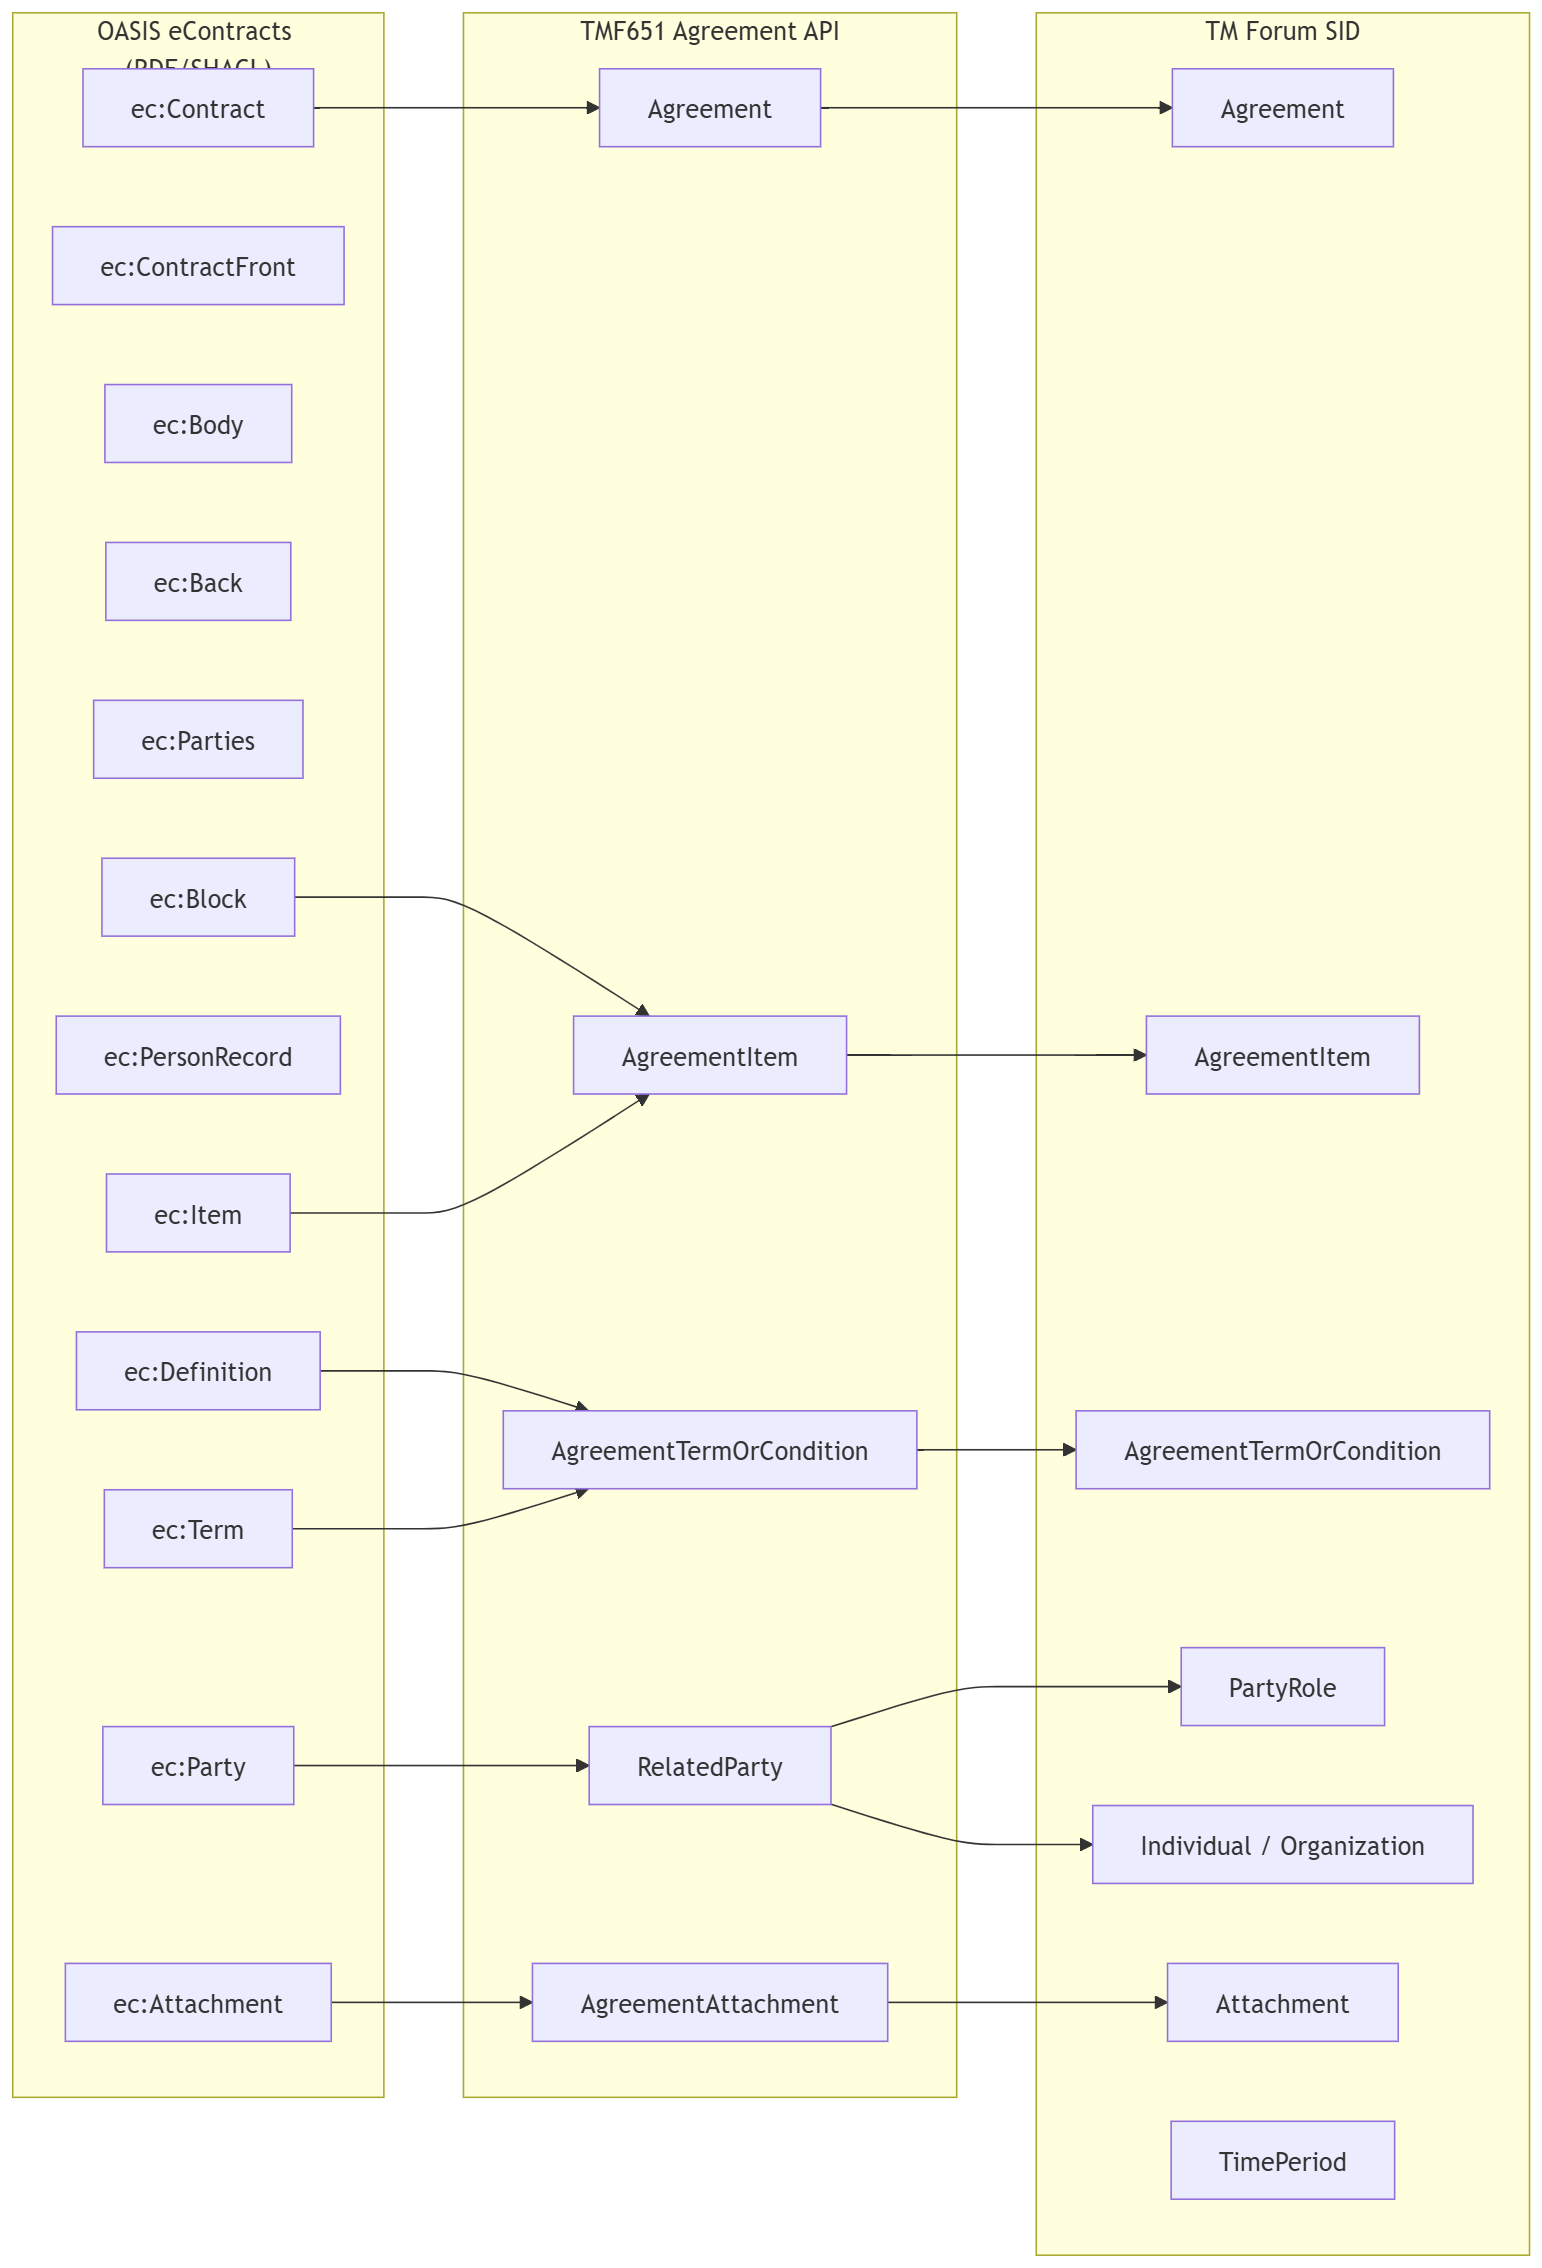 OASIS eContracts
ec:Contract
ec:ContractFront
ec:Body
ec:Back
ec:Parties
ec:Block
ec:PersonRecord
ec:Item
ec:Definition
ec:Term
ec:Party
ec:Attachment
TMF651 Agreement API
Agreement
AgreementItem
AgreementTermOrCondition
RelatedParty
AgreementAttachment
TM Forum SID
Agreement
AgreementItem
AgreementTermOrCondition
PartyRole
Individual / Organization
Attachment
TimePeriod